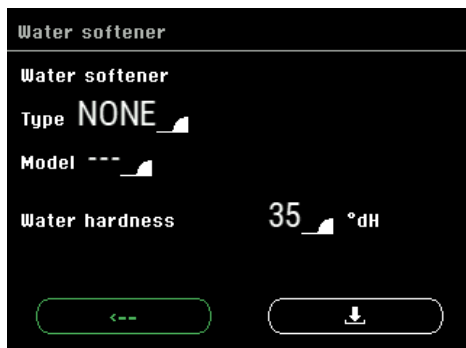 Water softener
Water softener
Type NONE
Model ---
Water hardness 35 °dH
<--